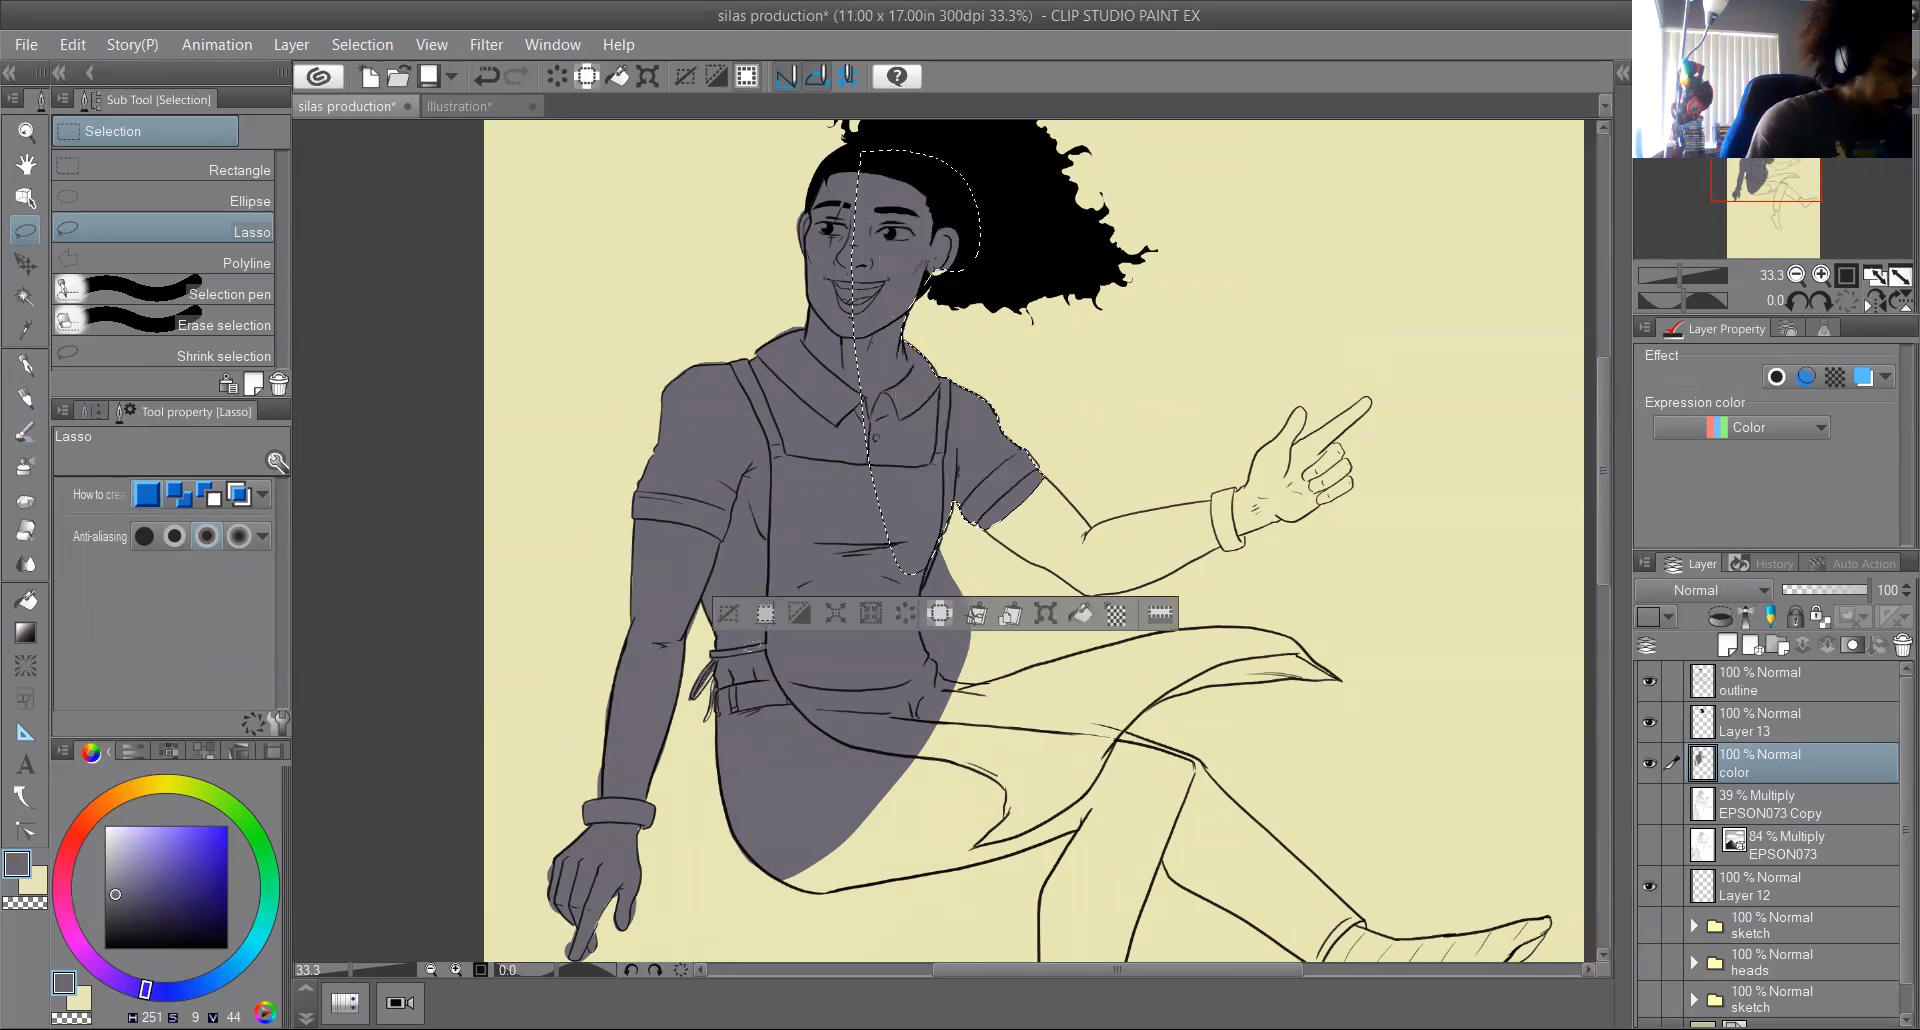 silas production* (11.00 x 17.00in 300dpi 33.3%)  - CLIP STUDIO PAINT EX
File Edit Story(P) Animation Layer Selection View Filter Window Help
Sub Tool [Selection]
silas production*
Illustration*
Selection
Rectangle
Ellipse
Lasso
Polyline
Selection pen
Erase selection
Shrink selection
Tool property [Lasso]
Lasso
How to crea
Anti-aliasing
H 251 S 9 V 44
33.3
0.0
33.3
0.0
Layer Property
Effect
Expression color
Color
Layer
History
Auto Action
Normal
100
100 % Normal
outline
100 % Normal
Layer 13
100 % Normal
color
39 % Multiply
EPSON073 Copy
84 % Multiply
EPSON073
100 % Normal
Layer 12
100 % Normal
sketch
100 % Normal
heads
100 % Normal
sketch